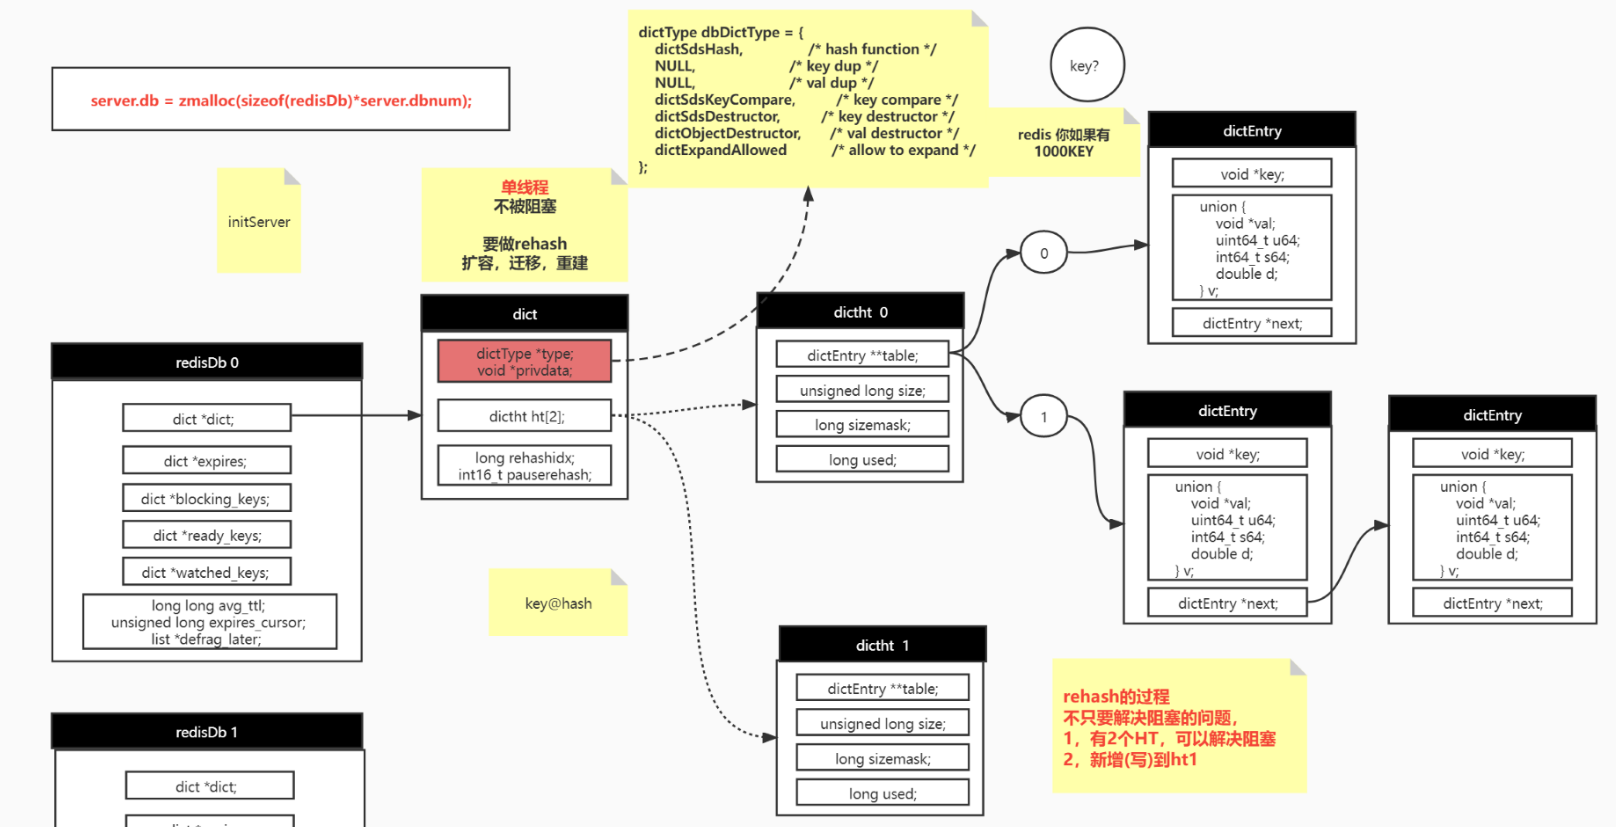 server.db = zmalloc(sizeof(redisDb)*server.dbnum);
initServer
单线程
不被阻塞
要做rehash
扩容，迁移，重建
dictType dbDictType = {
dictSdsHash, /* hash function */
NULL, /* key dup */
NULL, /* val dup */
dictSdsKeyCompare, /* key compare */
dictSdsDestructor, /* key destructor */
dictObjectDestructor, /* val destructor */
dictExpandAllowed /* allow to expand */
};
key?
redis 你如果有
1000KEY
redisDb 0
dict *dict;
dict *expires;
dict *blocking_keys;
dict *ready_keys;
dict *watched_keys;
long long avg_ttl;
unsigned long expires_cursor;
list *defrag_later;
redisDb 1
dict *dict;
dict
dictType *type;
void *privdata;
dictht ht[2];
long rehashidx;
int16_t pauserehash;
key@hash
dictht 0
dictEntry **table;
unsigned long size;
long sizemask;
long used;
dictht 1
dictEntry **table;
unsigned long size;
long sizemask;
long used;
0
1
dictEntry
void *key;
union {
void *val;
uint64_t u64;
int64_t s64;
double d;
} v;
dictEntry *next;
dictEntry
void *key;
union {
void *val;
uint64_t u64;
int64_t s64;
double d;
} v;
dictEntry *next;
dictEntry
void *key;
union {
void *val;
uint64_t u64;
int64_t s64;
double d;
} v;
dictEntry *next;
rehash的过程
不只要解决阻塞的问题，
1，有2个HT，可以解决阻塞
2，新增(写)到ht1